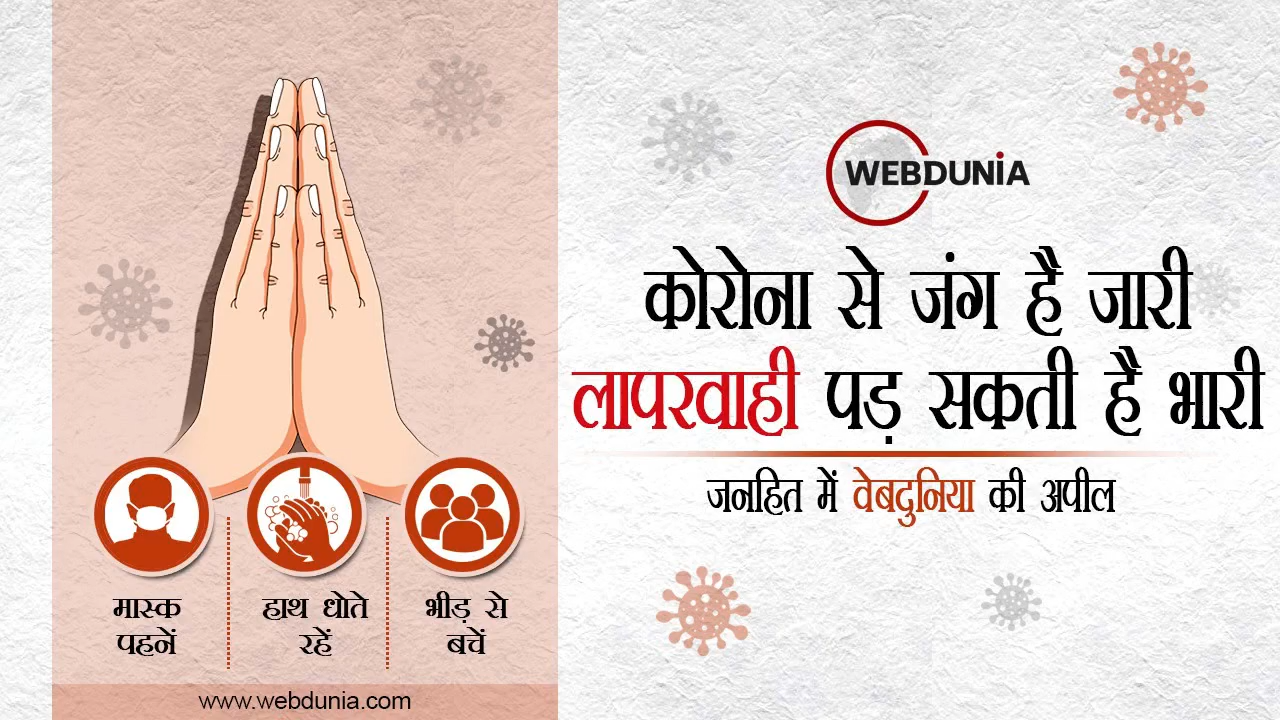 WEBDUNIA
कोरोना से जंग है जारी
लापरवाही पड़ सकती है भारी
जनहित में वेबदुनिया की अपील
मास्क
पहनें
हाथ धोते
रहें
भीड़ से
बचें
www.webdunia.com